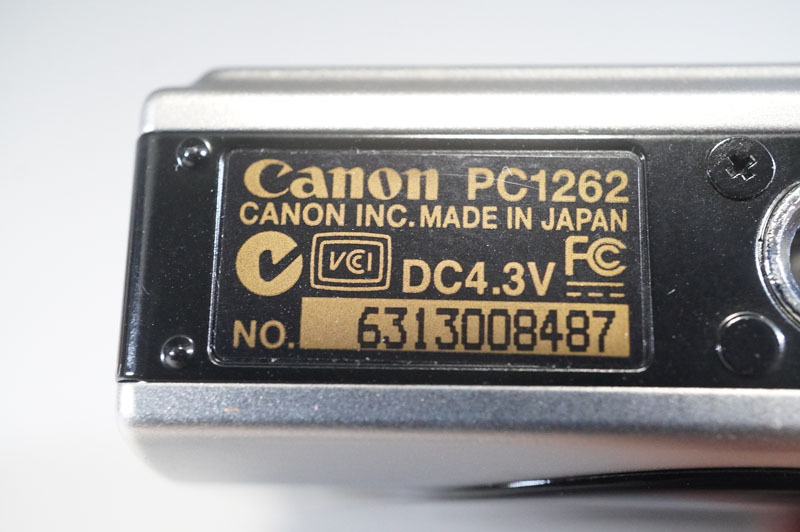 Canon PC1262
CANON INC. MADE IN JAPAN
VCCI DC4.3V FC
NO. 6313008487